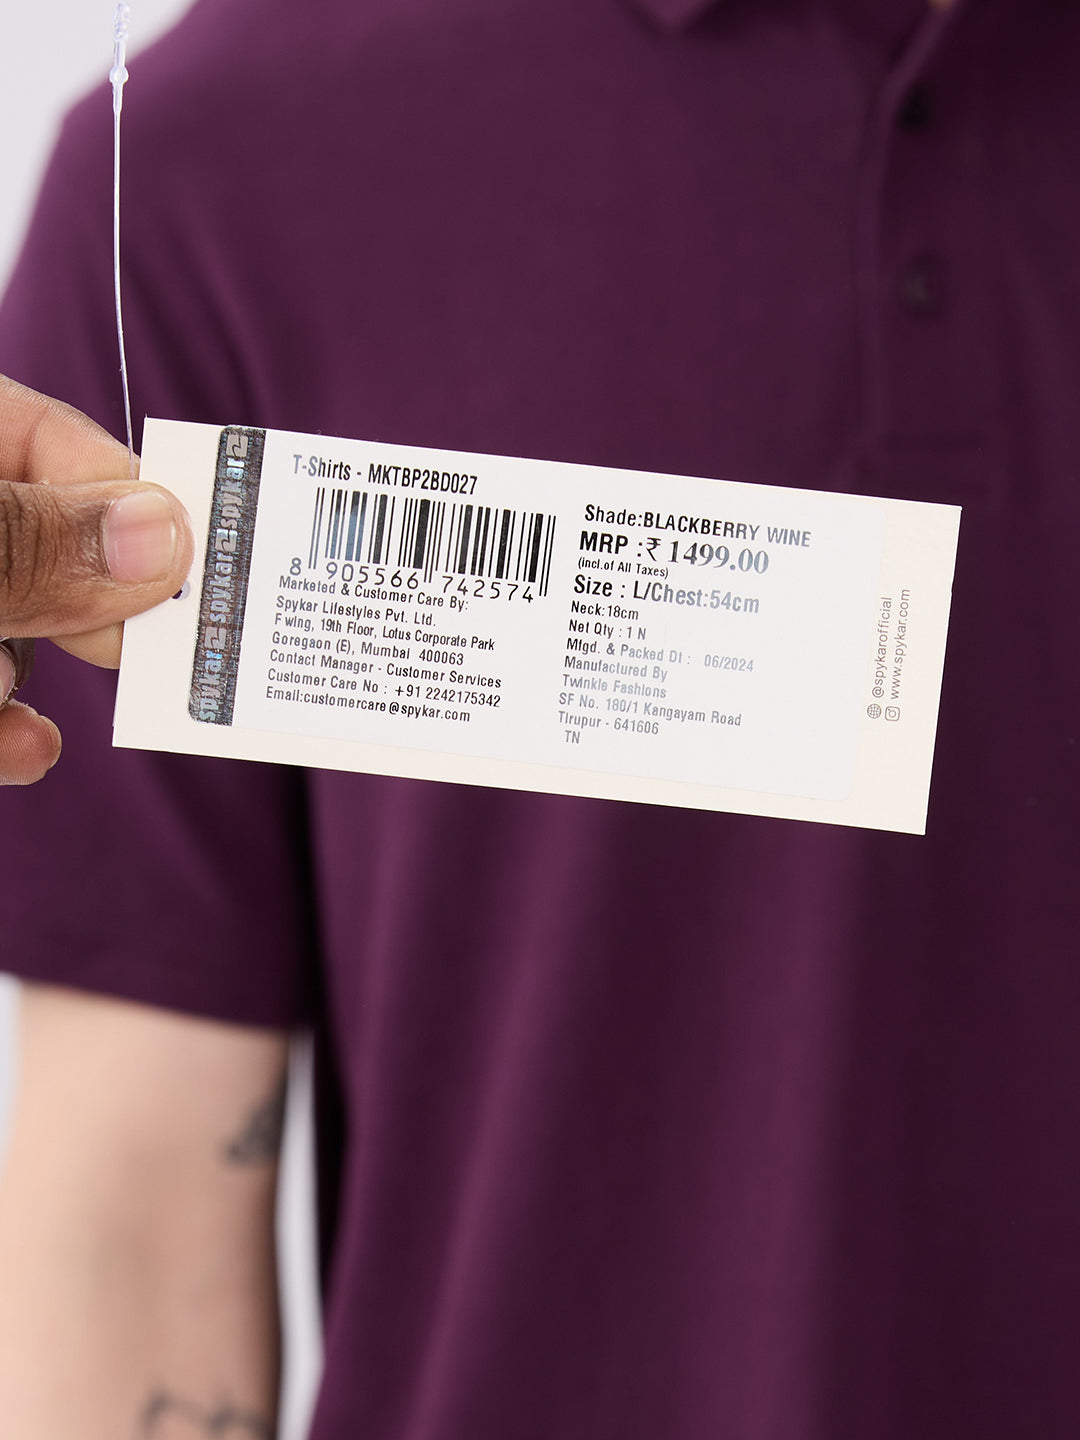 spykar spykar spykar
T-Shirts - MKTBP2BD027
8 905566 742574
Marketed & Customer Care By:
Spykar Lifestyles Pvt. Ltd.
F wing, 19th Floor, Lotus Corporate Park
Goregaon (E), Mumbai 400063
Contact Manager - Customer Services
Customer Care No : +91 2242175342
Email:customercare@spykar.com
Shade:BLACKBERRY WINE
MRP :₹ 1499.00
(incl.of All Taxes)
Size : L/Chest:54cm
Neck:18cm
Net Qty : 1 N
Mfgd. & Packed Dt : 06/2024
Manufactured By
Twinkle Fashions
SF No. 180/1 Kangayam Road
Tirupur - 641606
TN
@spykarofficial
www.spykar.com